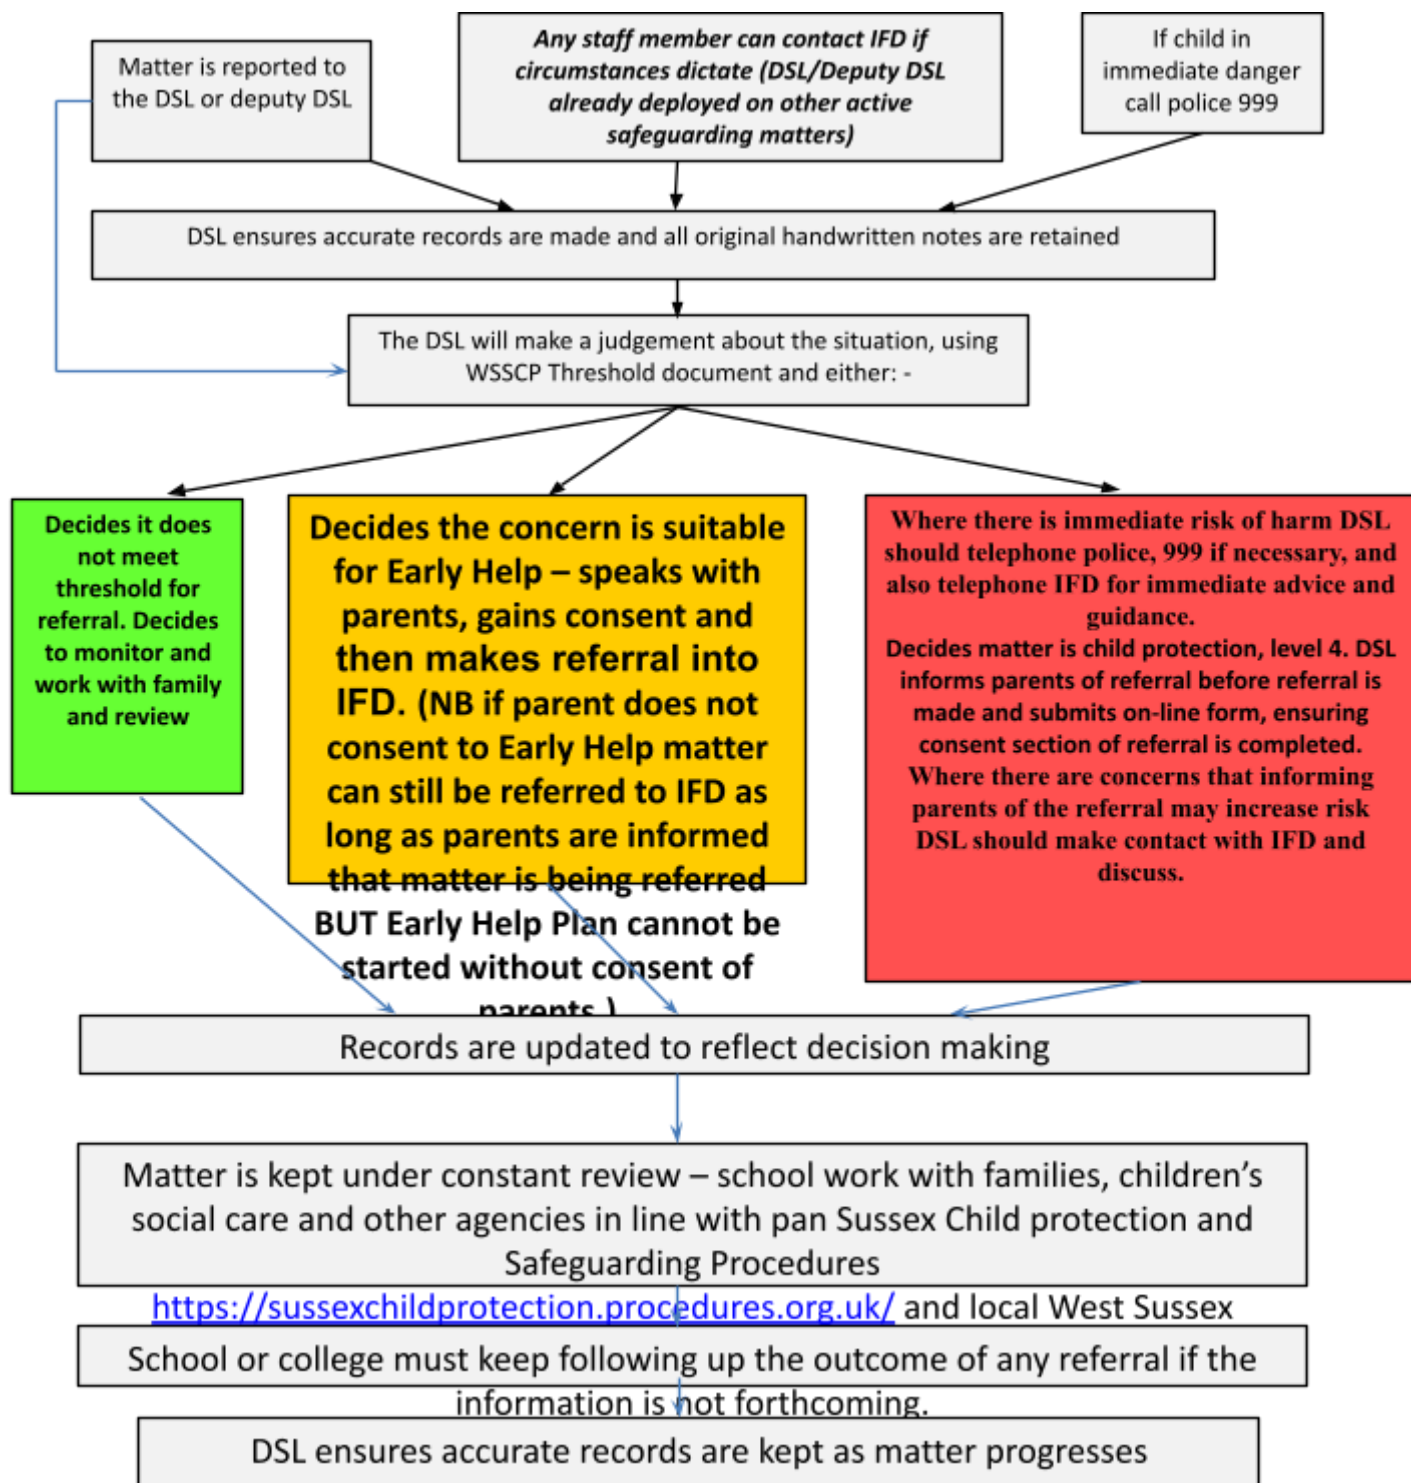 Matter is reported to
the DSL or deputy DSL
Any staff member can contact IFD if
circumstances dictate (DSL/Deputy DSL
already deployed on other active
safeguarding matters)
If child in
immediate danger
call police 999
DSL ensures accurate records are made and all original handwritten notes are retained
The DSL will make a judgement about the situation, using
WSSCP Threshold document and either: -
Decides it does
not meet
threshold for
referral. Decides
to monitor and
work with family
and review
Decides the concern is suitable
for Early Help – speaks with
parents, gains consent and
then makes referral into
IFD. (NB if parent does not
consent to Early Help matter
can still be referred to IFD as
long as parents are informed
that matter is being referred
BUT Early Help Plan cannot be
started without consent of
parents.)
Where there is immediate risk of harm DSL
should telephone police, 999 if necessary, and
also telephone IFD for immediate advice and
guidance.
Decides matter is child protection, level 4. DSL
informs parents of referral before referral is
made and submits on-line form, ensuring
consent section of referral is completed.
Where there are concerns that informing
parents of the referral may increase risk
DSL should make contact with IFD and
discuss.
Records are updated to reflect decision making
Matter is kept under constant review – school work with families, children’s
social care and other agencies in line with pan Sussex Child protection and
Safeguarding Procedures
https://sussexchildprotection.procedures.org.uk/ and local West Sussex
School or college must keep following up the outcome of any referral if the
information is not forthcoming.
DSL ensures accurate records are kept as matter progresses